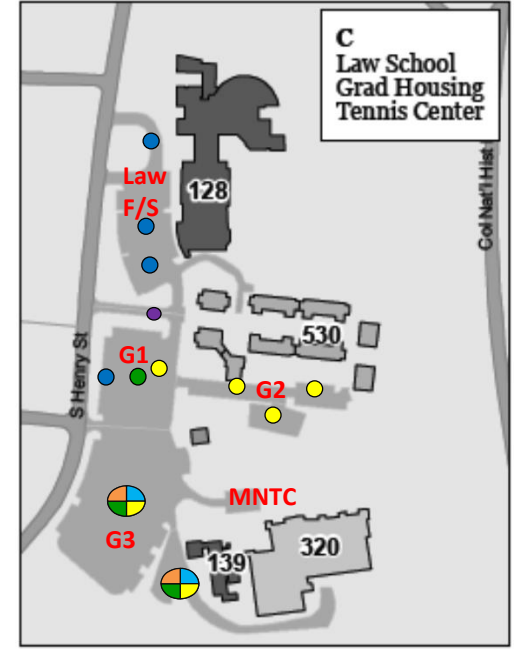 C
Law School
Grad Housing
Tennis Center
Col Nat'l Hist
Law
F/S
128
530
S Henry St
G1
G2
MNTC
G3
139
320